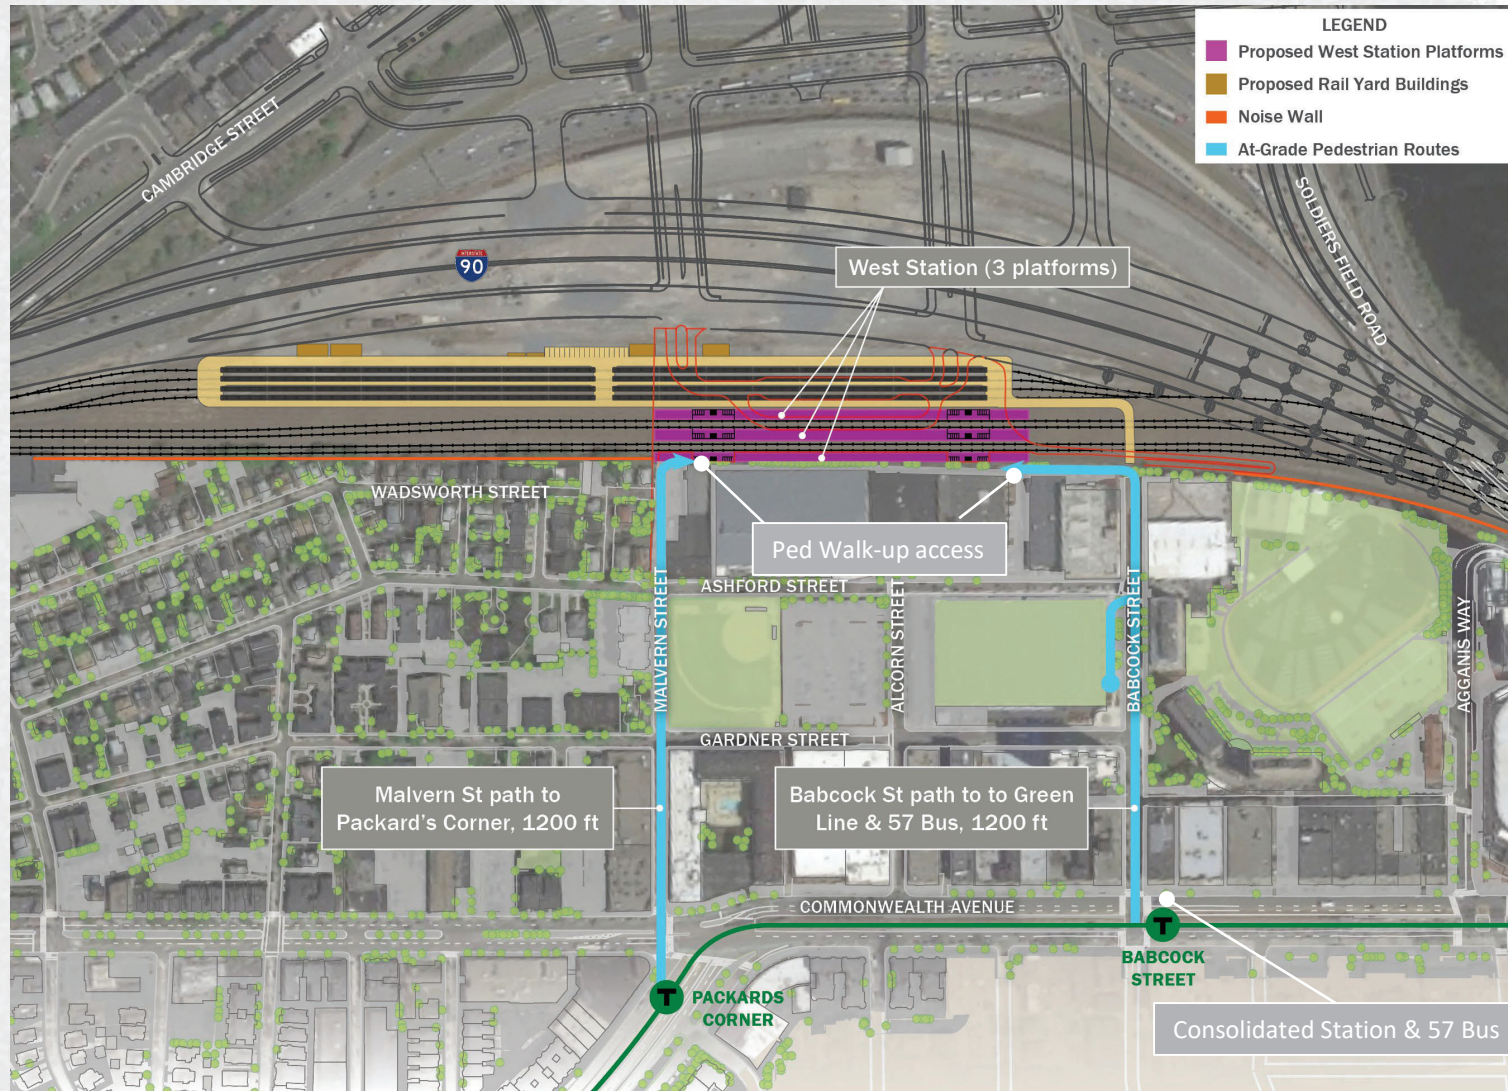 LEGEND
Proposed West Station Platforms
Proposed Rail Yard Buildings
Noise Wall
At-Grade Pedestrian Routes
CAMBRIDGE STREET
SOLDIERS FIELD ROAD
INTERSTATE
90
West Station (3 platforms)
WADSWORTH STREET
Ped Walk-up access
ASHFORD STREET
MALVERN STREET
ALCORN STREET
BABCOCK STREET
AGGANIS WAY
GARDNER STREET
Malvern St path to
Packard's Corner, 1200 ft
Babcock St path to to Green
Line & 57 Bus, 1200 ft
COMMONWEALTH AVENUE
T
BABCOCK
STREET
T
PACKARDS
CORNER
Consolidated Station & 57 Bus